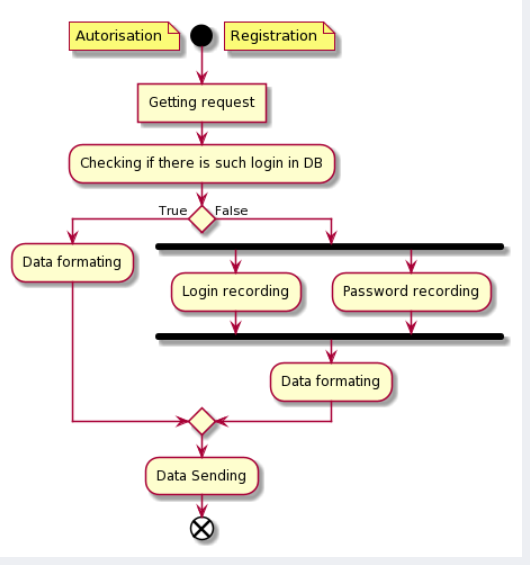 Autorisation
Registration
Getting request
Checking if there is such login in DB
True
False
Data formating
Login recording
Password recording
Data formating
Data Sending